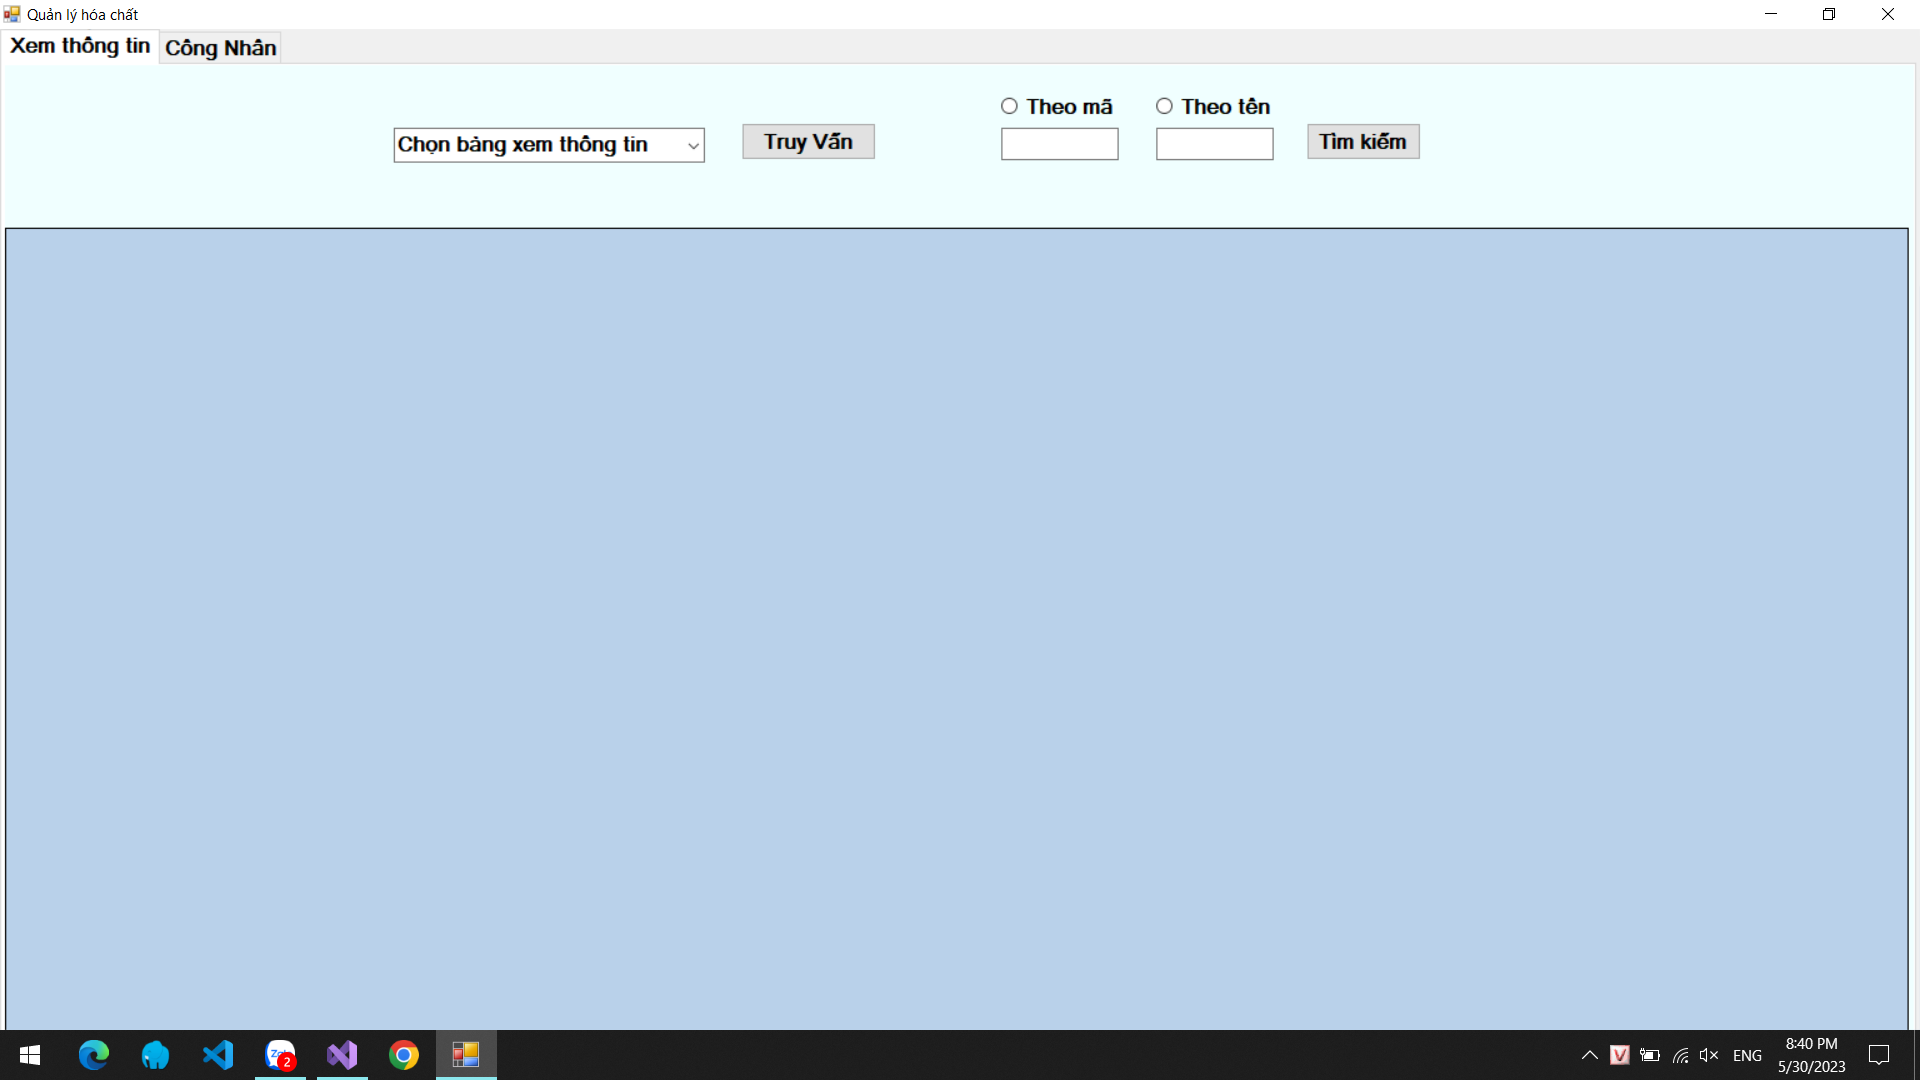 Quản lý hóa chất
Xem thông tin
Công Nhân
Theo mã
Theo tên
Chọn bảng xem thông tin
Truy Vấn
Tìm kiếm
2
V
ENG
8:40 PM
5/30/2023